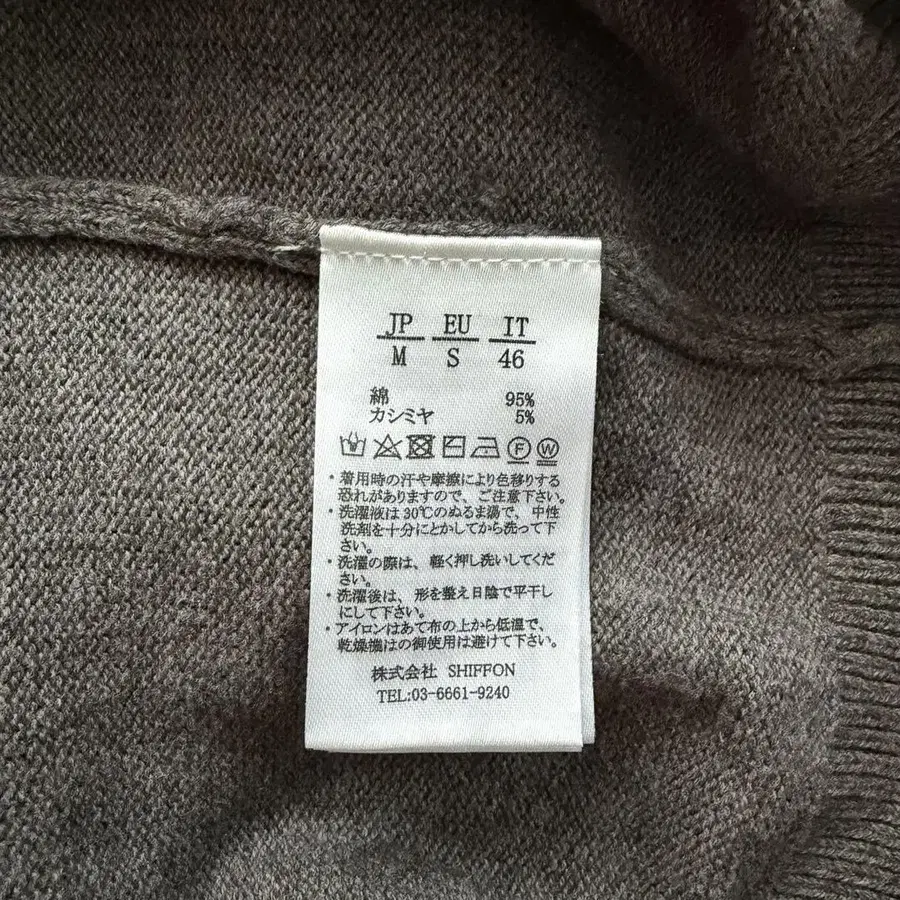 JP EU IT
M S 46
綿 95%
カシミヤ 5%
F W
・着用時の汗や摩擦により色移りする
恐れがありますので、ご注意下さい。
・洗濯液は30℃のぬるま湯で、中性
洗剤を十分にとかしてから洗って下
さい。
・洗濯の際は、軽く押し洗いしてくだ
さい。
・洗濯後は、形を整え日陰で平干し
にして下さい。
・アイロンはあて布の上から低温で、
乾燥機はの御使用は避けて下さい。
株式会社 SHIFFON
TEL:03-6661-9240